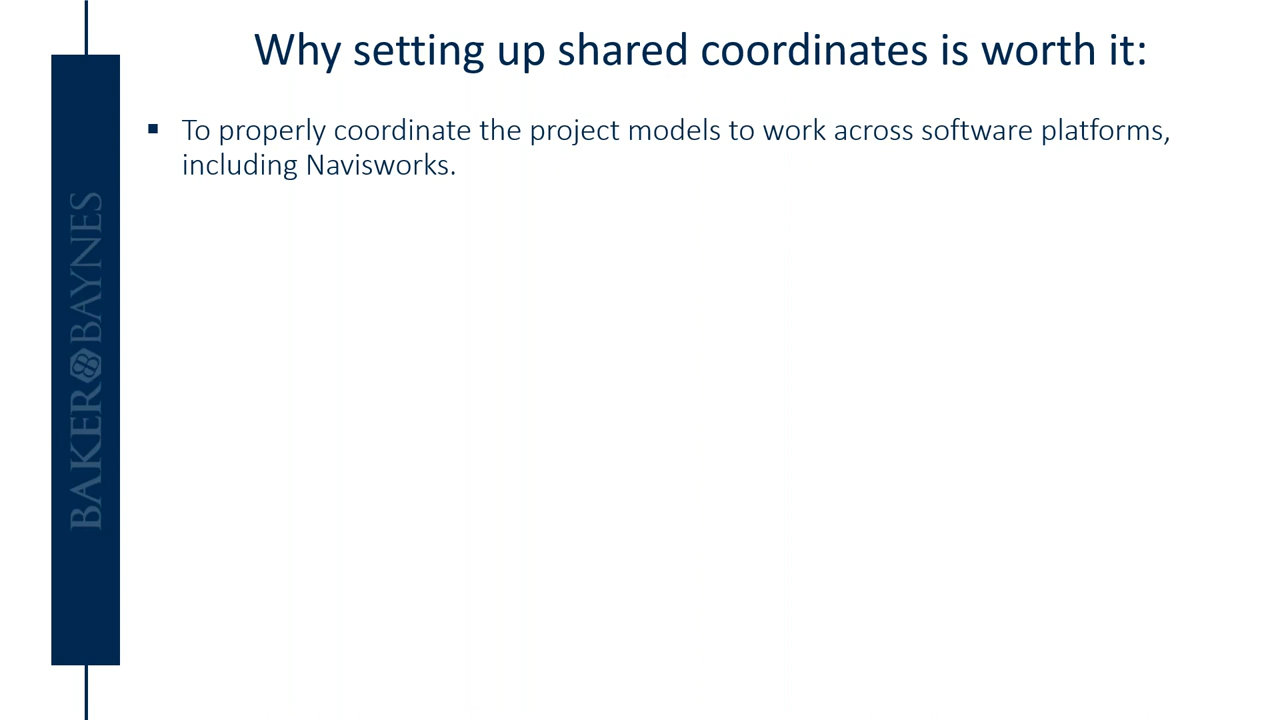 Why setting up shared coordinates is worth it:
▪ To properly coordinate the project models to work across software platforms,
including Navisworks.
BAKER BAYNES